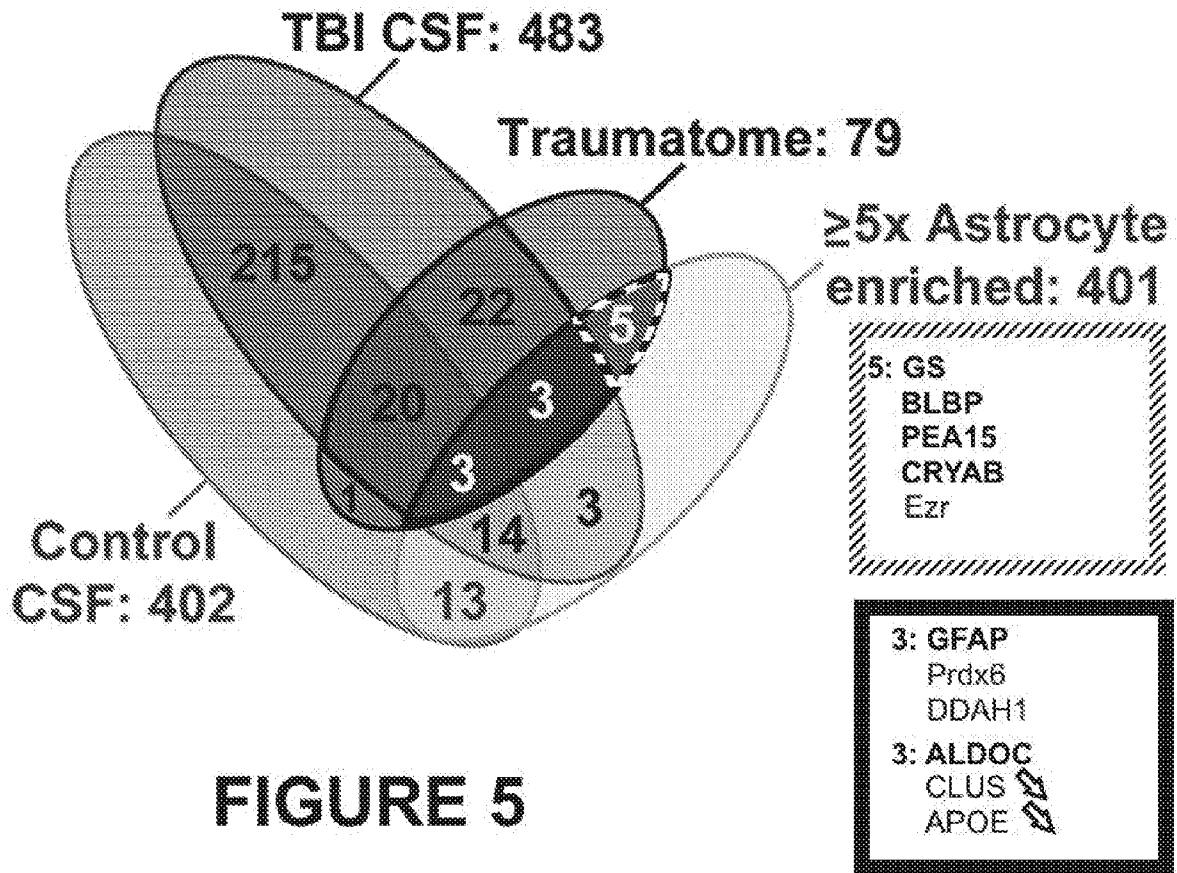 TBI CSF: 483
Traumatome: 79
≥5x Astrocyte
enriched: 401
215
22
5
20
3
3
1
14
3
13
Control
CSF: 402
5: GS
BLBP
PEA15
CRYAB
Ezr
3: GFAP
Prdx6
DDAH1
3: ALDOC
CLUS
APOE
FIGURE 5